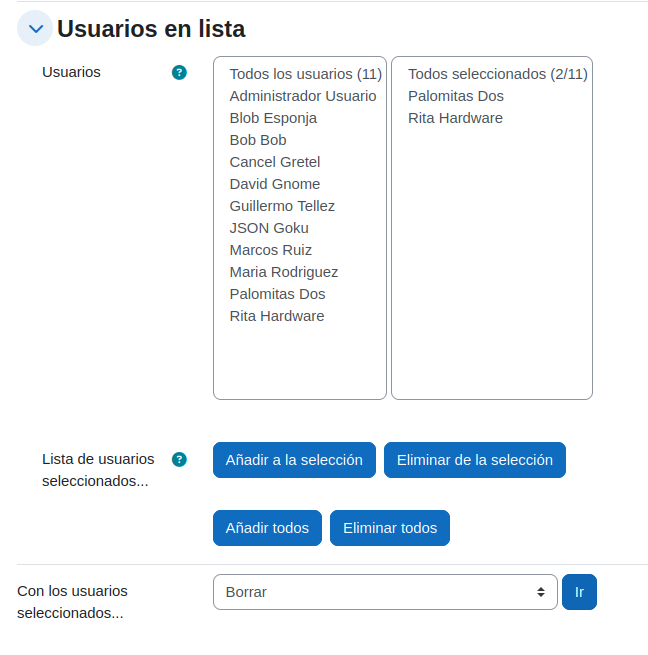 Usuarios en lista
Usuarios
Todos los usuarios (11)
Administrador Usuario
Blob Esponja
Bob Bob
Cancel Gretel
David Gnome
Guillermo Tellez
JSON Goku
Marcos Ruiz
Maria Rodriguez
Palomitas Dos
Rita Hardware
Todos seleccionados (2/11)
Palomitas Dos
Rita Hardware
Lista de usuarios
seleccionados...
Añadir a la selección
Eliminar de la selección
Añadir todos
Eliminar todos
Con los usuarios
seleccionados...
Borrar
Ir